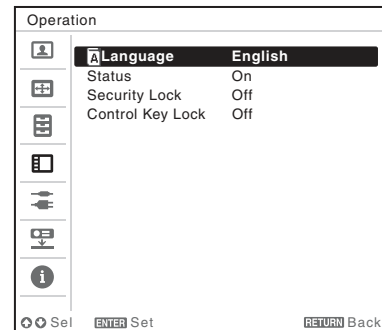 Operation
A Language English
Status On
Security Lock Off
Control Key Lock Off
Sel ENTER Set RETURN Back